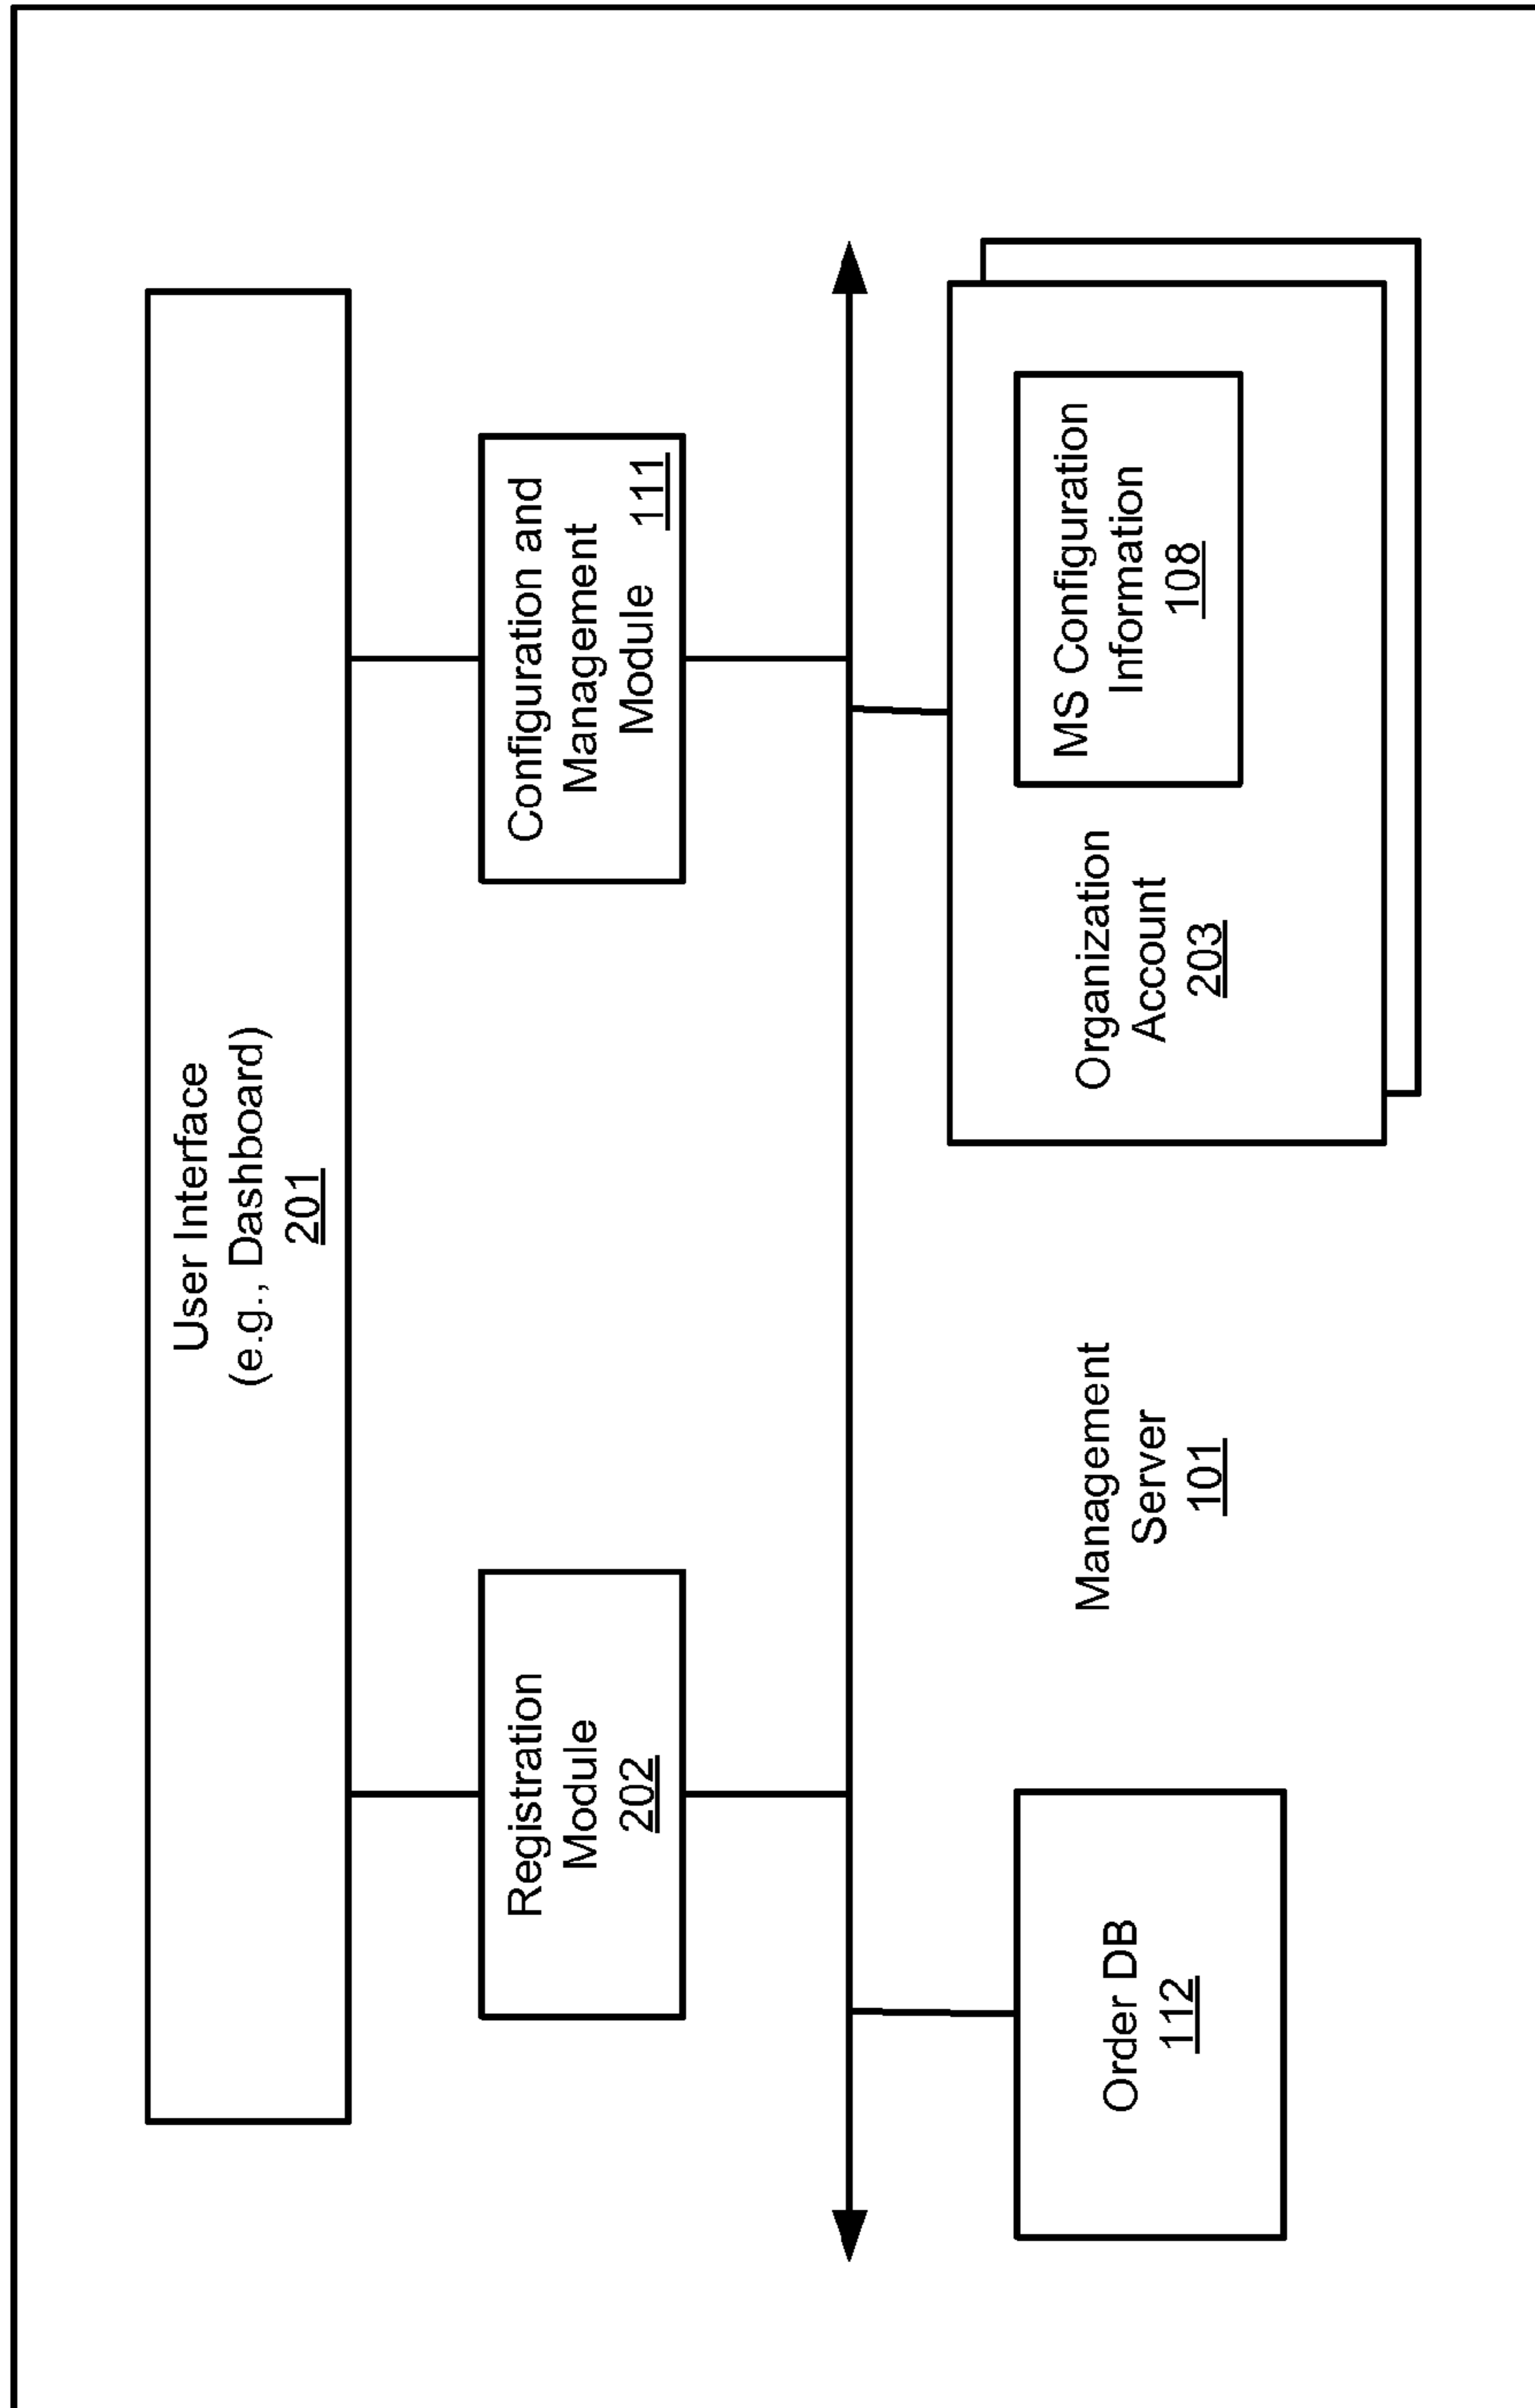 User Interface
(e.g., Dashboard)
201
Registration
Module
202
Configuration and
Management
Module 111
Order DB
112
Management
Server
101
Organization
Account
203
MS Configuration
Information
108